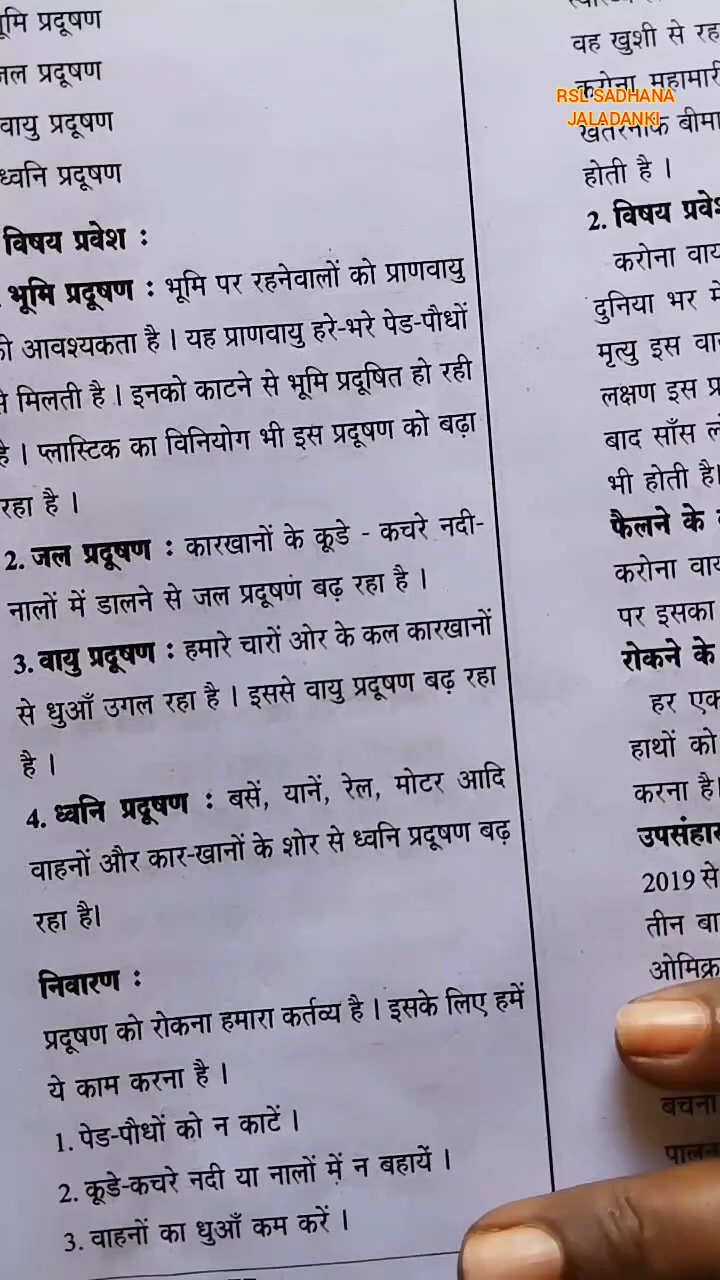 भूमि प्रदूषण
जल प्रदूषण
वायु प्रदूषण
ध्वनि प्रदूषण
विषय प्रवेश :
भूमि प्रदूषण : भूमि पर रहनेवालों को प्राणवायु
की आवश्यकता है । यह प्राणवायु हरे-भरे पेड-पौधों
से मिलती है । इनको काटने से भूमि प्रदूषित हो रही
है । प्लास्टिक का विनियोग भी इस प्रदूषण को बढ़ा
रहा है ।
2. जल प्रदूषण : कारखानों के कूडे - कचरे नदी-
नालों में डालने से जल प्रदूषण बढ़ रहा है ।
3. वायु प्रदूषण : हमारे चारों ओर के कल कारखानों
से धुआँ उगल रहा है । इससे वायु प्रदूषण बढ़ रहा
है ।
4. ध्वनि प्रदूषण : बसें, यानें, रेल, मोटर आदि
वाहनों और कार-खानों के शोर से ध्वनि प्रदूषण बढ़
रहा है।
निवारण :
प्रदूषण को रोकना हमारा कर्तव्य है । इसके लिए हमें
ये काम करना है ।
1. पेड-पौधों को न काटें ।
2. कूडे-कचरे नदी या नालों में न बहायें ।
3. वाहनों का धुआँ कम करें ।
वह खुशी से रह
करोना महामारी
RSL SADHANA
JALADANKI
खतरनाक बीमा
होती है ।
2. विषय प्रवेश
करोना वाय
दुनिया भर में
मृत्यु इस वा
लक्षण इस प्र
बाद साँस ल
भी होती है।
फैलने के
करोना वाय
पर इसका
रोकने के
हर एक
हाथों को
करना है।
उपसंहार
2019 से
तीन बा
ओमिक्र
बचना
पालन